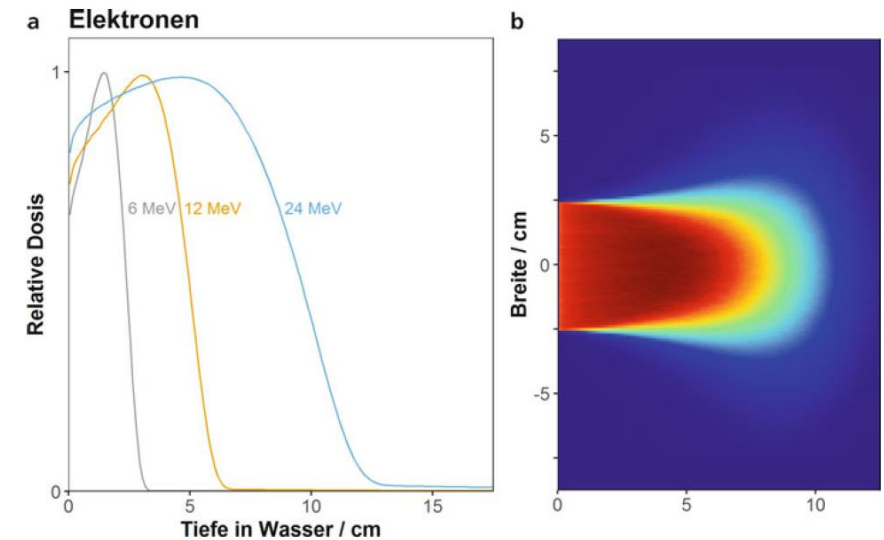 a Elektronen
1
0
Relative Dosis
6 MeV
12 MeV
24 MeV
0 5 10 15
Tiefe in Wasser / cm
b
5
0
-5
Breite / cm
0 5 10